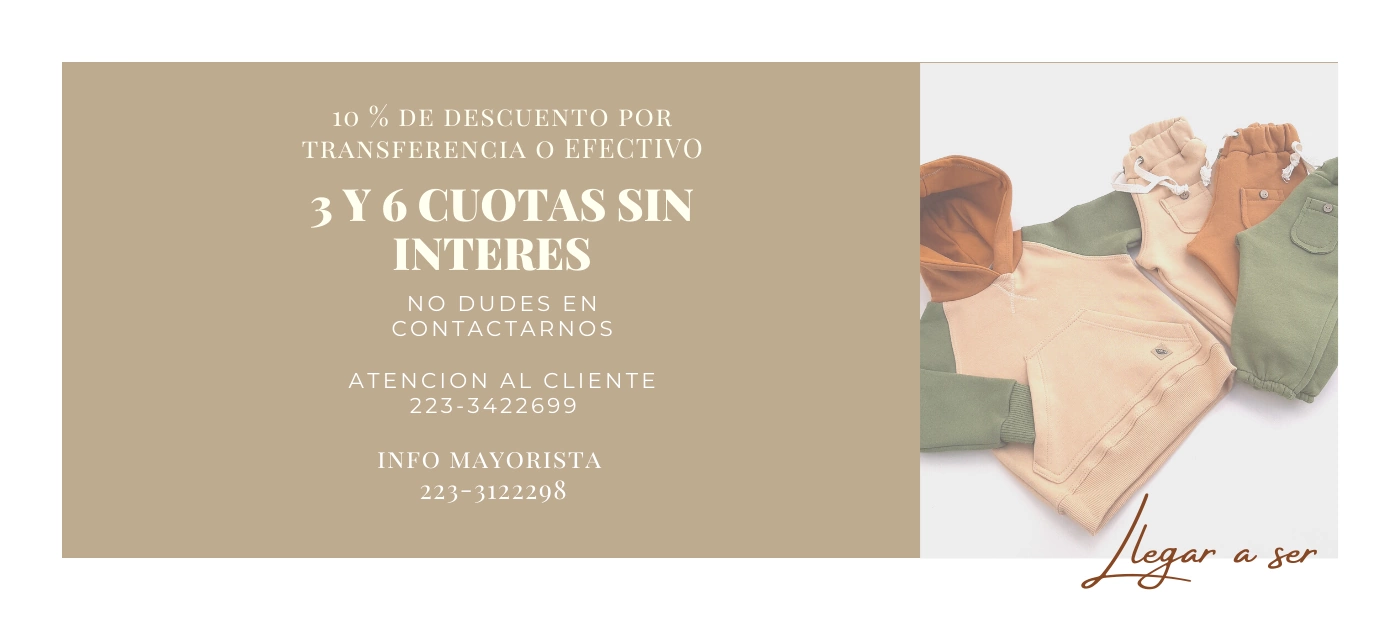 10 % DE DESCUENTO POR
TRANSFERENCIA O EFECTIVO
3 Y 6 CUOTAS SIN
INTERES
NO DUDES EN
CONTACTARNOS
ATENCION AL CLIENTE
223-3422699
INFO MAYORISTA
223-3122298
Llegar a ser